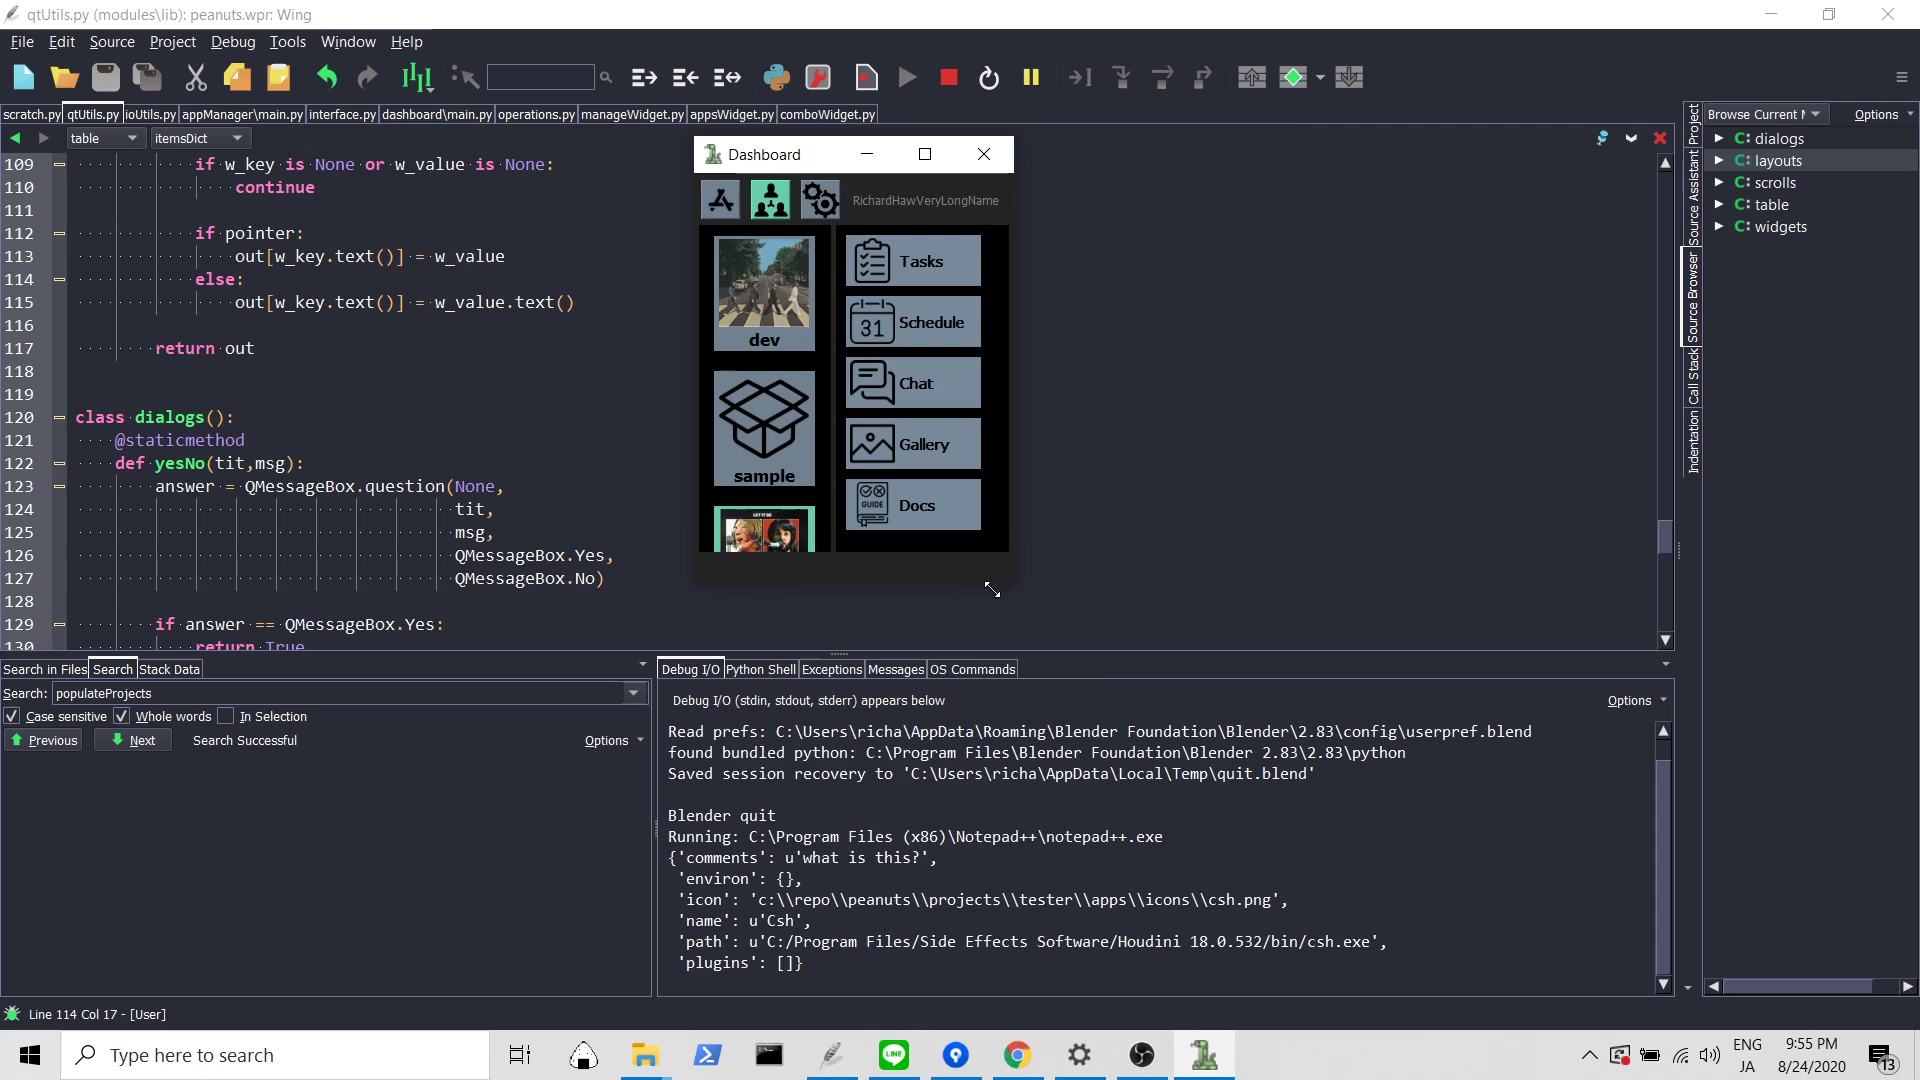 qtUtils.py (modules\lib): peanuts.wpr: Wing
File Edit Source Project Debug Tools Window Help
scratch.py qtUtils.py ioUtils.py appManager\main.py interface.py dashboard\main.py operations.py manageWidget.py appsWidget.py comboWidget.py
table itemsDict
109 if w_key is None or w_value is None:
110 continue
111
112 if pointer:
113 out[w_key.text()] = w_value
114 else:
115 out[w_key.text()] = w_value.text()
116
117 return out
118
119
120 class dialogs():
121 @staticmethod
122 def yesNo(tit,msg):
123 answer = QMessageBox.question(None,
124 tit,
125 msg,
126 QMessageBox.Yes,
127 QMessageBox.No)
128
129 if answer == QMessageBox.Yes:
130 return True
Dashboard
RichardHawVeryLongName
dev
sample
LET IT BE
Tasks
31 Schedule
Chat
Gallery
GUIDE Docs
Project
Source Assistant
Source Browser
Call Stack
Indentation
Browse Current M Options
C: dialogs
C: layouts
C: scrolls
C: table
C: widgets
Search in Files Search Stack Data
Search: populateProjects
Case sensitive Whole words In Selection
Previous Next Search Successful Options
Debug I/O Python Shell Exceptions Messages OS Commands
Debug I/O (stdin, stdout, stderr) appears below Options
Read prefs: C:\Users\richa\AppData\Roaming\Blender Foundation\Blender\2.83\config\userpref.blend
found bundled python: C:\Program Files\Blender Foundation\Blender 2.83\2.83\python
Saved session recovery to 'C:\Users\richa\AppData\Local\Temp\quit.blend'
Blender quit
Running: C:\Program Files (x86)\Notepad++\notepad++.exe
{'comments': u'what is this?',
'environ': {},
'icon': 'c:\\repo\\peanuts\\projects\\tester\\apps\\icons\\csh.png',
'name': u'Csh',
'path': u'C:/Program Files/Side Effects Software/Houdini 18.0.532/bin/csh.exe',
'plugins': []}
Line 114 Col 17 - [User]
Type here to search
LINE
ENG
JA
9:55 PM
8/24/2020
13